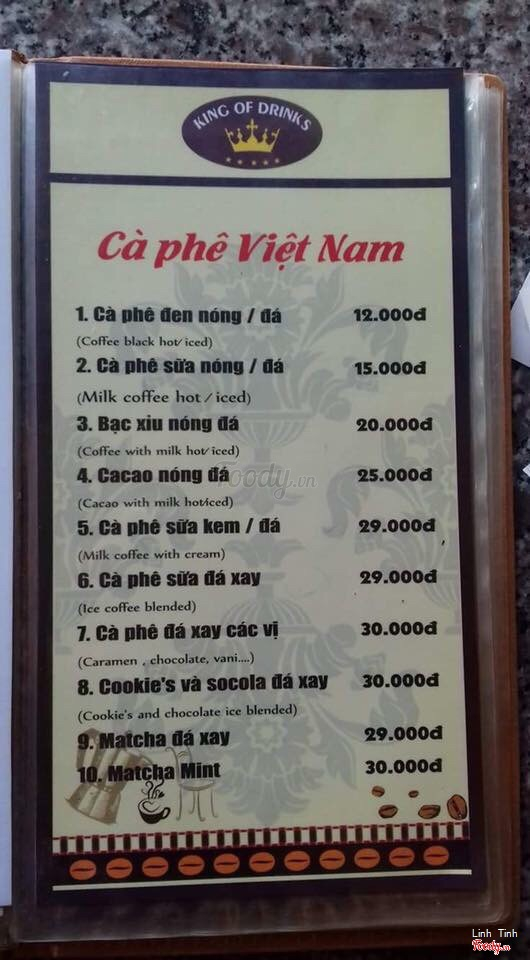 KING OF DRINKS
Cà phê Việt Nam
1. Cà phê đen nóng / đá 12.000đ
(Coffee black hot/ iced)
2. Cà phê sữa nóng / đá 15.000đ
(Milk coffee hot / iced)
3. Bạc xỉu nóng đá 20.000đ
(Coffee with milk hot/ iced)
4. Cacao nóng đá 25.000đ
(Cacao with milk hot/iced)
5. Cà phê sữa kem / đá 29.000đ
(Milk coffee with cream)
6. Cà phê sữa đá xay 29.000đ
(Ice coffee blended)
7. Cà phê đá xay các vị 30.000đ
(Caramen , chocolate, vani....)
8. Cookie's và socola đá xay 30.000đ
(Cookie's and chocolate ice blended)
9. Matcha đá xay 29.000đ
10. Matcha Mint 30.000đ
Foody.vn
Linh Tinh
Foody.vn